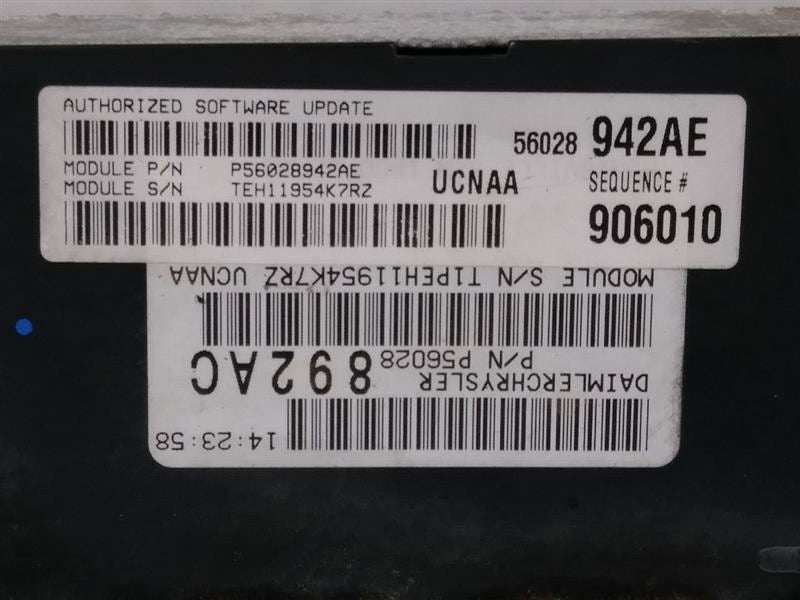 AUTHORIZED SOFTWARE UPDATE
56028 942AE
MODULE P/N P56028942AE
MODULE S/N TEH11954K7RZ
UCNAA
SEQUENCE #
906010
14:23:58
DAIMLERCHRYSLER
P/N P56028 892AC
MODULE S/N T1PEH11954K7RZ UCNAA